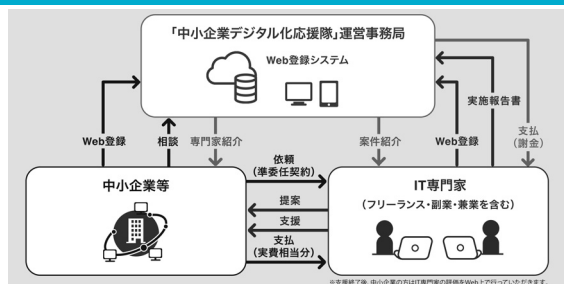 「中小企業デジタル化応援隊」運営事務局
Web登録システム
Web登録
相談
専門家紹介
案件紹介
Web登録
実施報告書
支払
(謝金)
中小企業等
依頼
(準委任契約)
提案
支援
支払
(実費相当分)
IT専門家
(フリーランス・副業・兼業を含む)
※支援終了後、中小企業の方はIT専門家の評価をWeb上で行っていただきます。